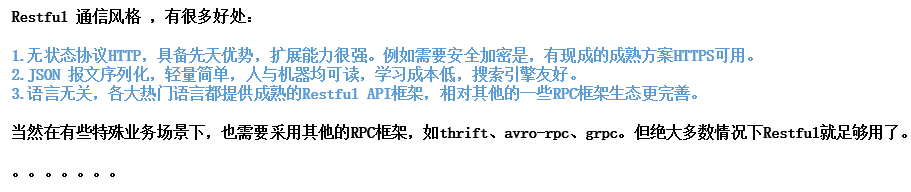 Restful 通信风格 ，有很多好处：
1.无状态协议HTTP，具备先天优势，扩展能力很强。例如需要安全加密是，有现成的成熟方案HTTPS可用。
2.JSON 报文序列化，轻量简单，人与机器均可读，学习成本低，搜索引擎友好。
3.语言无关，各大热门语言都提供成熟的Restful API框架，相对其他的一些RPC框架生态更完善。
当然在有些特殊业务场景下，也需要采用其他的RPC框架，如thrift、avro-rpc、grpc。但绝大多数情况下Restful就足够用了。
。。。。。。。